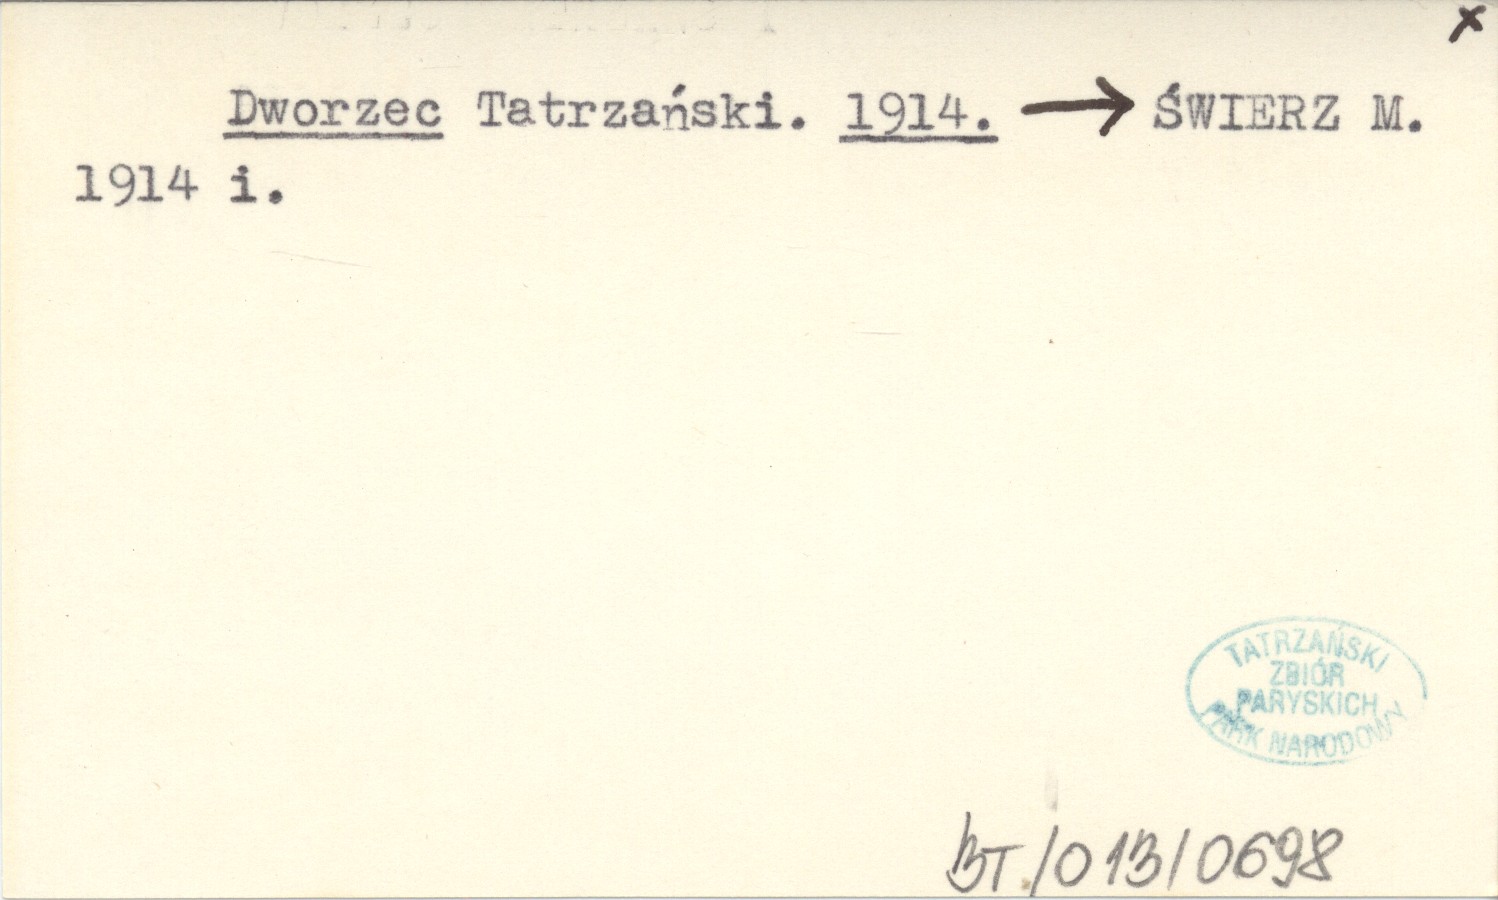 x
Dworzec Tatrzański. 1914. → ŚWIERZ M.
1914 i.
TATRZAŃSKI
ZBIÓR
PARYSKICH
PARK NARODOWY
BT/013/0698